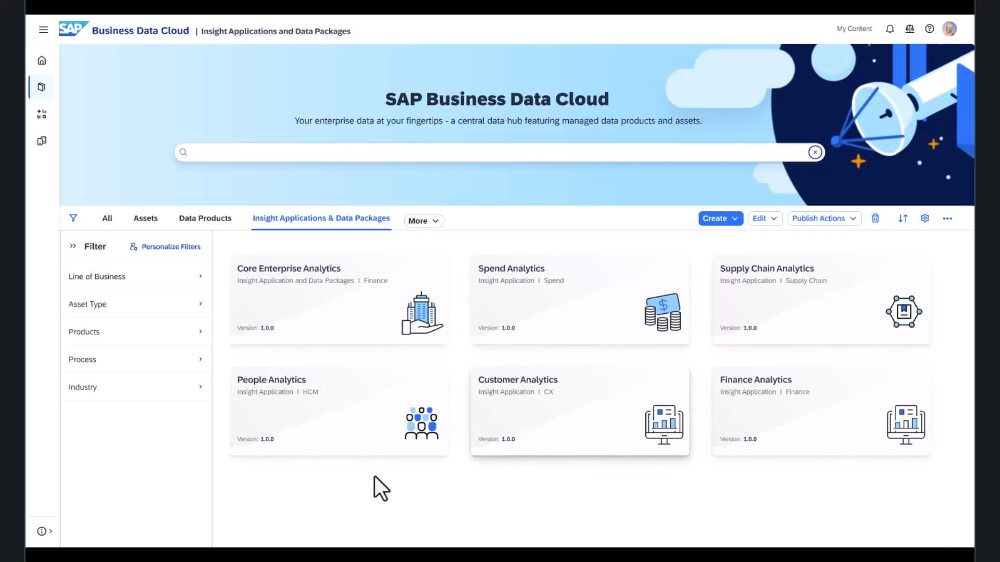 SAP Business Data Cloud | Insight Applications and Data Packages
My Content
SAP Business Data Cloud
Your enterprise data at your fingertips - a central data hub featuring managed data products and assets.
All Assets Data Products Insight Applications & Data Packages More
Create Edit Publish Actions
Filter Personalize Filters
Line of Business
Asset Type
Products
Process
Industry
Core Enterprise Analytics
Insight Application and Data Packages | Finance
Version: 1.0.0
Spend Analytics
Insight Application | Spend
$
Version: 1.0.0
Supply Chain Analytics
Insight Application | Supply Chain
Version: 1.0.0
People Analytics
Insight Application | HCM
Version: 1.0.0
Customer Analytics
Insight Application | CX
Version: 1.0.0
Finance Analytics
Insight Application | Finance
Version: 1.0.0